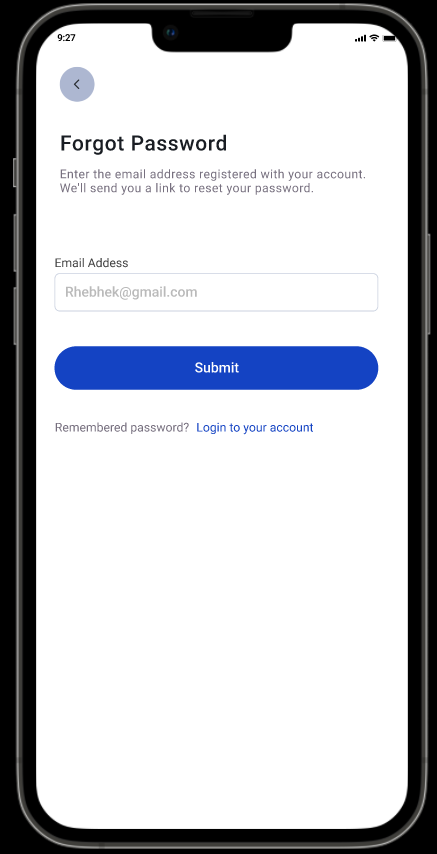 9:27
Forgot Password
Enter the email address registered with your account.
We'll send you a link to reset your password.
Email Addess
Rhebhek@gmail.com
Submit
Remembered password? Login to your account